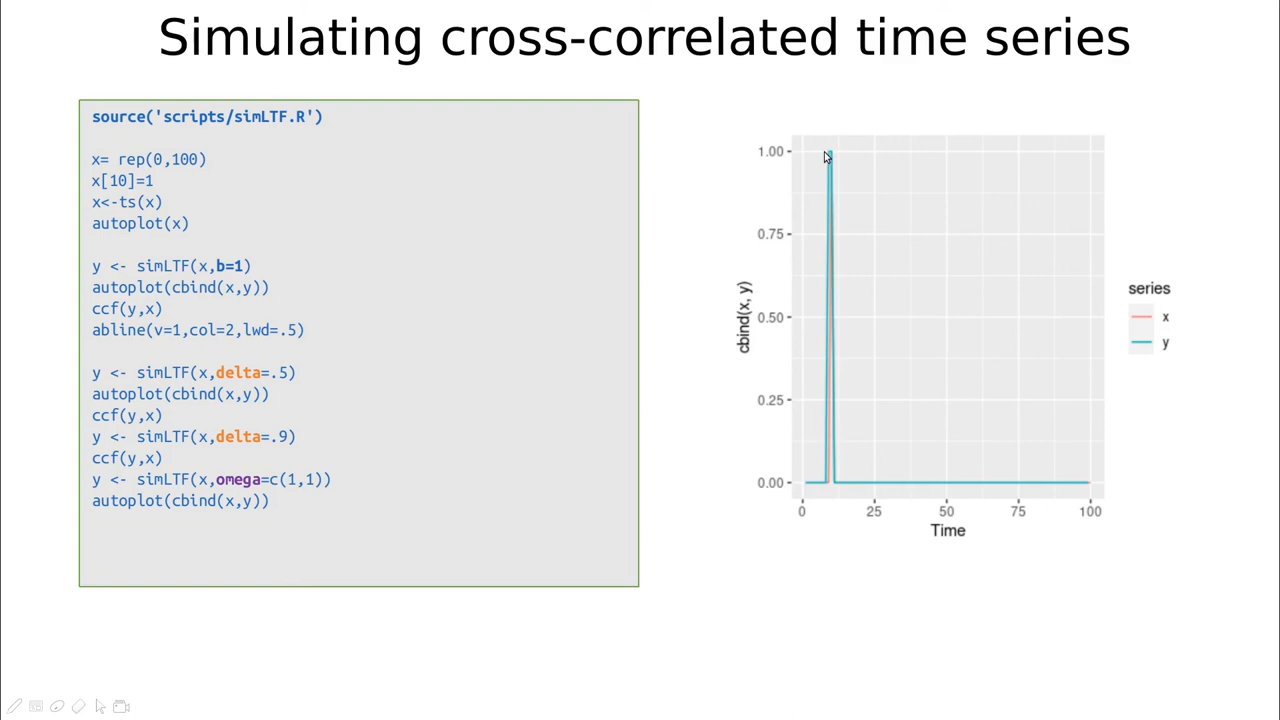 Simulating cross-correlated time series
source('scripts/simLTF.R')
x= rep(0,100)
x[10]=1
x<-ts(x)
autoplot(x)
y <- simLTF(x,b=1)
autoplot(cbind(x,y))
ccf(y,x)
abline(v=1,col=2,lwd=.5)
y <- simLTF(x,delta=.5)
autoplot(cbind(x,y))
ccf(y,x)
y <- simLTF(x,delta=.9)
ccf(y,x)
y <- simLTF(x,omega=c(1,1))
autoplot(cbind(x,y))
1.00
0.75
0.50
0.25
0.00
cbind(x, y)
0 25 50 75 100
Time
series
x
y